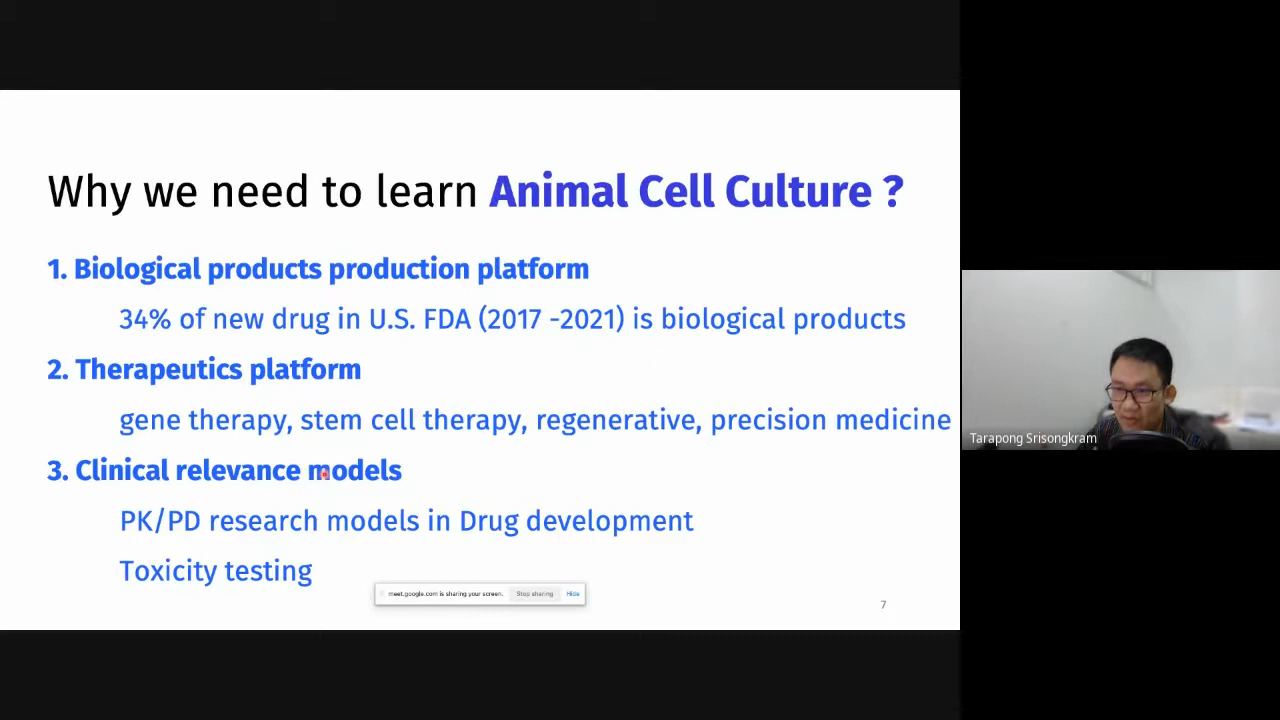 Why we need to learn Animal Cell Culture ?
1. Biological products production platform
34% of new drug in U.S. FDA (2017 -2021) is biological products
2. Therapeutics platform
gene therapy, stem cell therapy, regenerative, precision medicine
3. Clinical relevance models
PK/PD research models in Drug development
Toxicity testing
meet.google.com is sharing your screen. Stop sharing Hide
7
Tarapong Srisongkram